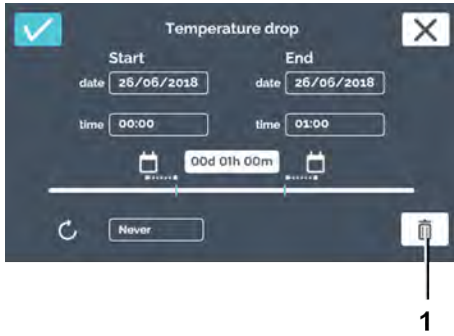 Temperature drop
Start End
date 26/06/2018 date 26/06/2018
time 00:00 time 01:00
00d 01h 00m
Never
1